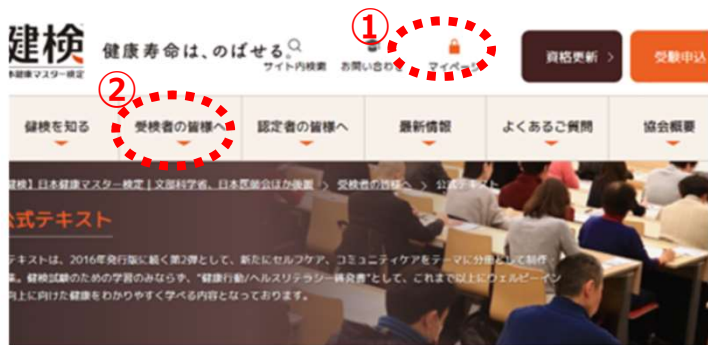 ①
健検
健康寿命は、のばせる。
日本健康マスター検定
サイト内検索 お問い合わせ マイページ
資格更新 >
受験申込
②
健検を知る 受検者の皆様へ 認定者の皆様へ 最新情報 よくあるご質問 協会概要
健検】日本健康マスター検定 | 文部科学省、日本医師会ほか後援 > 受検者の皆様へ > 公式テキスト
公式テキスト
テキストは、2016年発行版に続く第2弾として、新たにセルフケア、コミュニティケアをテーマに分冊として制作
健検試験のための学習のみならず、"健康行動/ヘルスリテラシー啓発書"として、これまで以上にウェルビーイン
向上に向けた健康をわかりやすく学べる内容となっております。